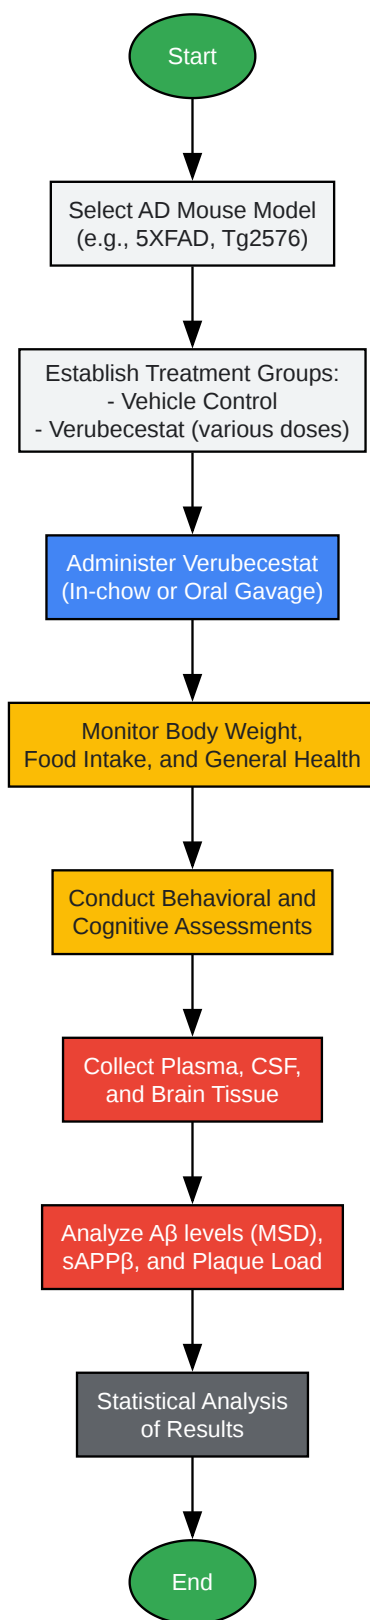 Start
Select AD Mouse Model
(e.g., 5XFAD, Tg2576)
Establish Treatment Groups:
- Vehicle Control
- Verubecestat (various doses)
Administer Verubecestat
(In-chow or Oral Gavage)
Monitor Body Weight,
Food Intake, and General Health
Conduct Behavioral and
Cognitive Assessments
Collect Plasma, CSF,
and Brain Tissue
Analyze Aβ levels (MSD),
sAPPβ, and Plaque Load
Statistical Analysis
of Results
End